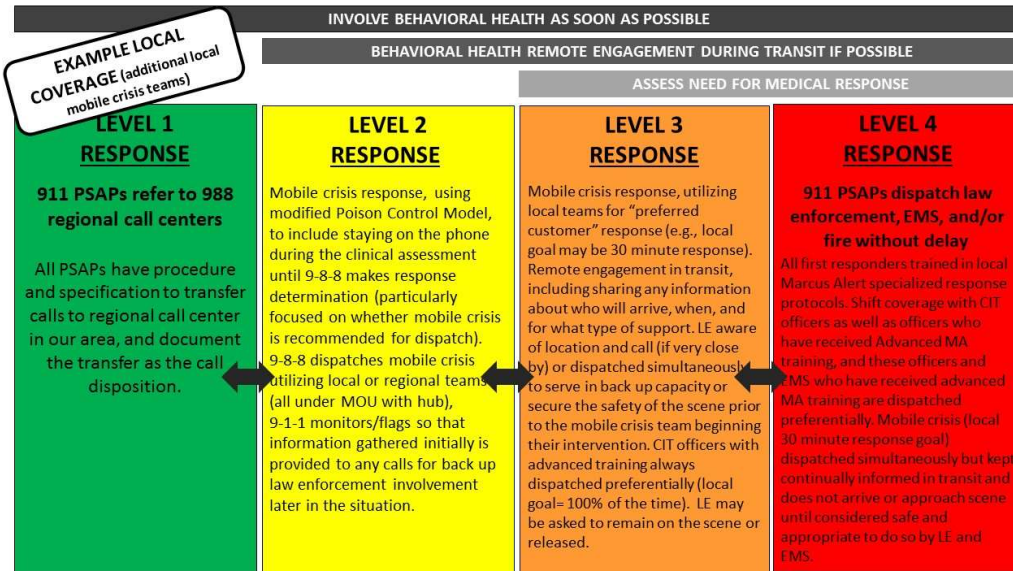 INVOLVE BEHAVIORAL HEALTH AS SOON AS POSSIBLE
BEHAVIORAL HEALTH REMOTE ENGAGEMENT DURING TRANSIT IF POSSIBLE
ASSESS NEED FOR MEDICAL RESPONSE
EXAMPLE LOCAL
COVERAGE (additional local
mobile crisis teams)
LEVEL 1
RESPONSE
911 PSAPs refer to 988
regional call centers
All PSAPs have procedure
and specification to transfer
calls to regional call center
in our area, and document
the transfer as the call
disposition.
LEVEL 2
RESPONSE
Mobile crisis response, using
modified Poison Control Model,
to include staying on the phone
during the clinical assessment
until 9-8-8 makes response
determination (particularly
focused on whether mobile crisis
is recommended for dispatch).
9-8-8 dispatches mobile crisis
utilizing local or regional teams
(all under MOU with hub),
9-1-1 monitors/flags so that
information gathered initially is
provided to any calls for back up
law enforcement involvement
later in the situation.
LEVEL 3
RESPONSE
Mobile crisis response, utilizing
local teams for “preferred
customer” response (e.g., local
goal may be 30 minute response).
Remote engagement in transit,
including sharing any information
about who will arrive, when, and
for what type of support. LE aware
of location and call (if very close
by) or dispatched simultaneously
to serve in back up capacity or
secure the safety of the scene prior
to the mobile crisis team beginning
their intervention. CIT officers with
advanced training always
dispatched preferentially (local
goal= 100% of the time). LE may
be asked to remain on the scene or
released.
LEVEL 4
RESPONSE
911 PSAPs dispatch law
enforcement, EMS, and/or
fire without delay
All first responders trained in local
Marcus Alert specialized response
protocols. Shift coverage with CIT
officers as well as officers who
have received Advanced MA
training, and these officers and
EMS who have received advanced
MA training are dispatched
preferentially. Mobile crisis (local
30 minute response goal)
dispatched simultaneously but kept
continually informed in transit and
does not arrive or approach scene
until considered safe and
appropriate to do so by LE and
EMS.